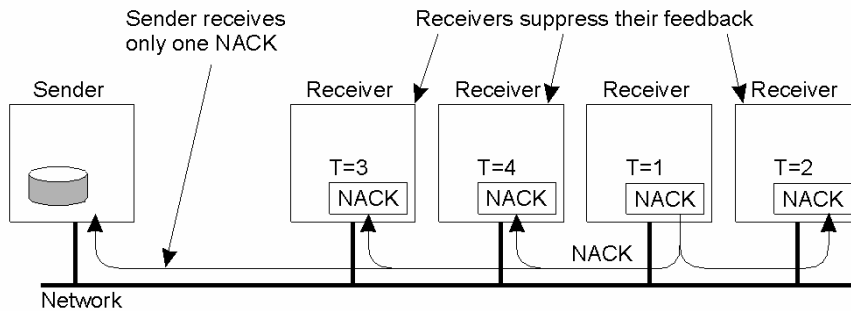 Sender receives
only one NACK
Receivers suppress their feedback
Sender
Receiver
Receiver
Receiver
Receiver
T=3
T=4
T=1
T=2
NACK
NACK
NACK
NACK
NACK
Network